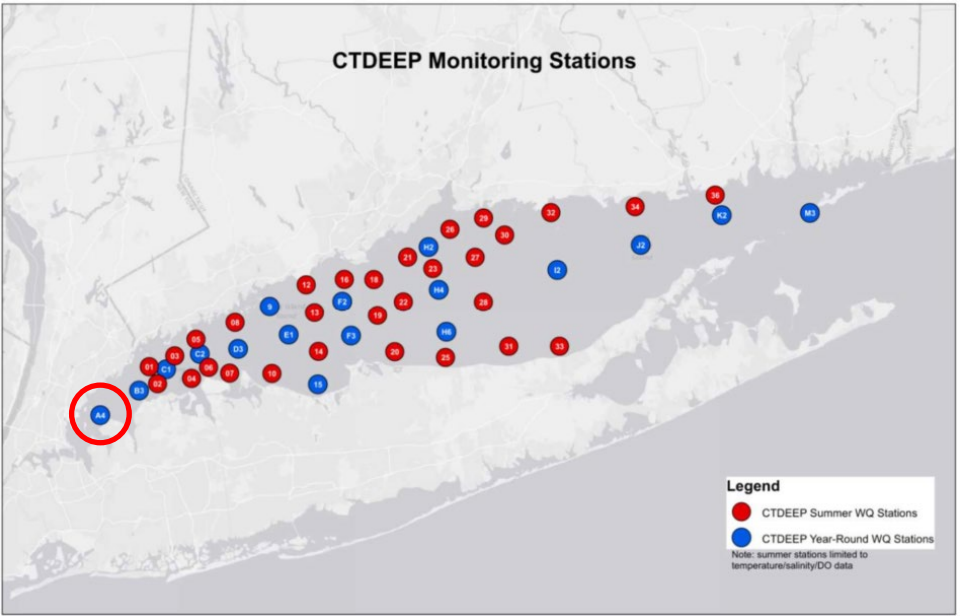 CTDEEP Monitoring Stations
36
M3
K2
32
34
29
26
30
J2
H2
21
27
23
I2
12
16
18
H4
9
F2
22
28
13
19
08
E1
F3
H6
05
D3
14
20
31
33
03
C2
25
01
C1
06
04
07
10
02
15
B3
A4
Legend
CTDEEP Summer WQ Stations
CTDEEP Year-Round WQ Stations
Note: summer stations limited to
temperature/salinity/DO data